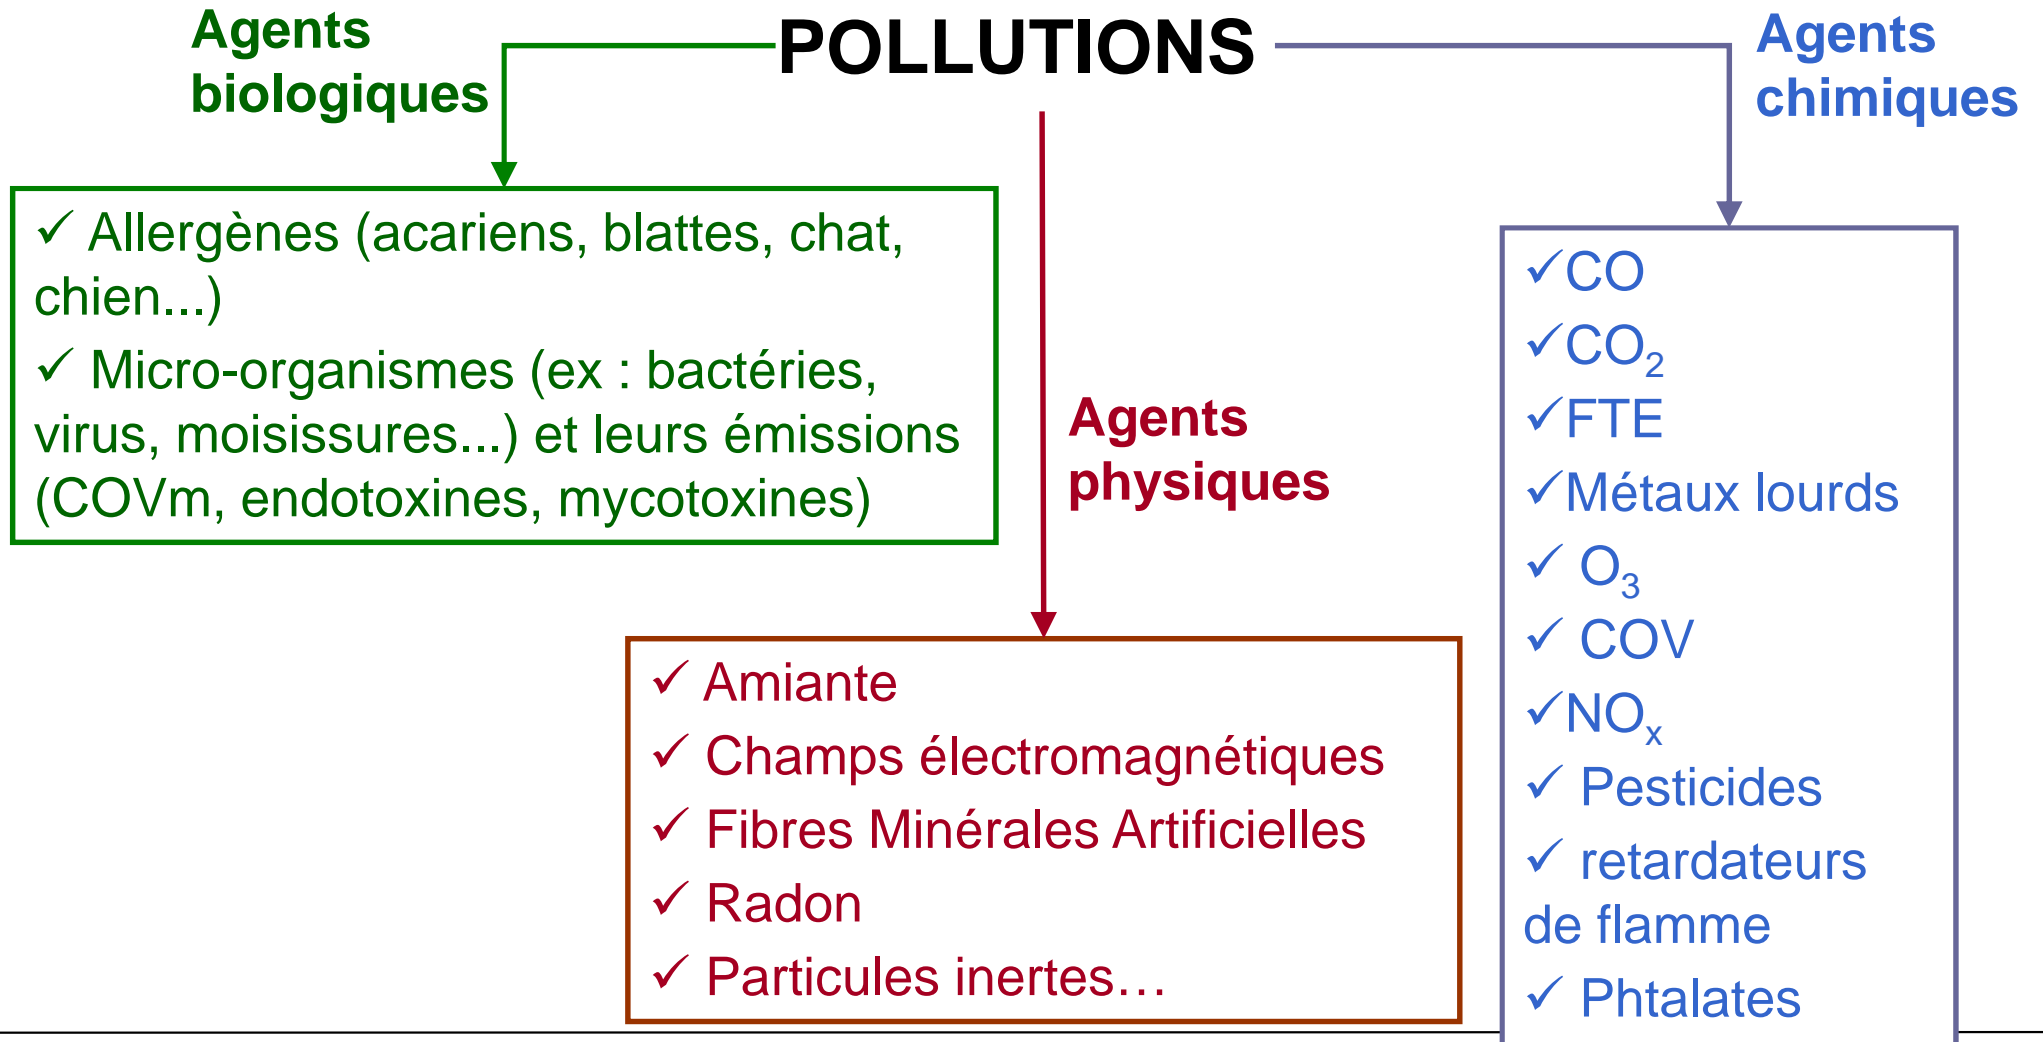 POLLUTIONS
Agents
biologiques
✓ Allergènes (acariens, blattes, chat,
chien...)
✓ Micro-organismes (ex : bactéries,
virus, moisissures...) et leurs émissions
(COVm, endotoxines, mycotoxines)
Agents
physiques
✓ Amiante
✓ Champs électromagnétiques
✓ Fibres Minérales Artificielles
✓ Radon
✓ Particules inertes…
Agents
chimiques
✓CO
✓CO₂
✓FTE
✓Métaux lourds
✓ O₃
✓ COV
✓NOₓ
✓ Pesticides
✓ retardateurs
de flamme
✓ Phtalates